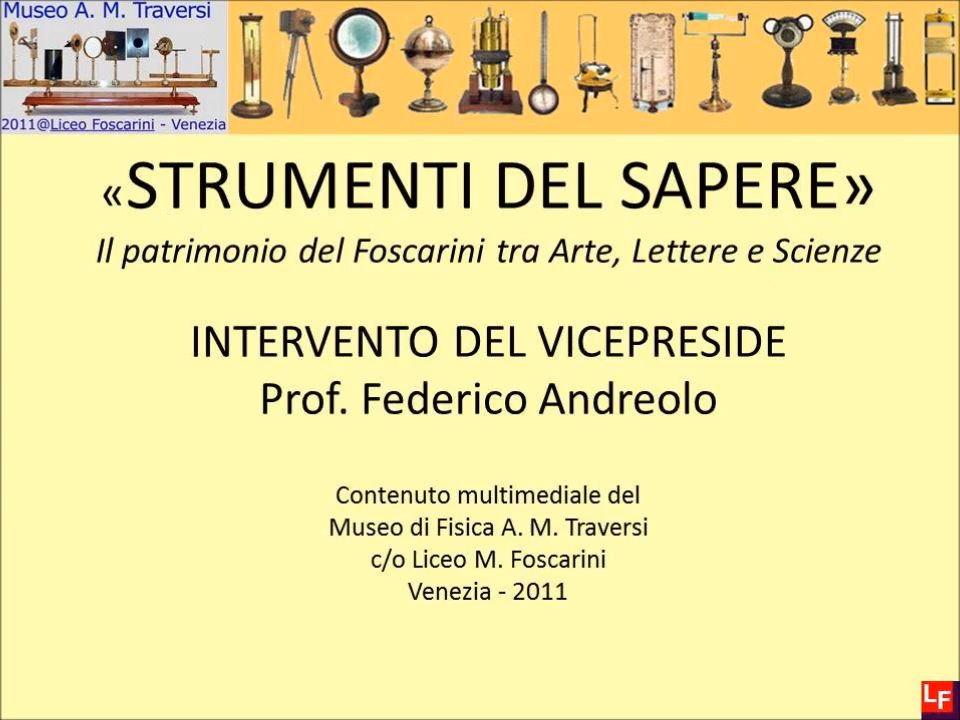 Museo A. M. Traversi
2011@Liceo Foscarini - Venezia
«STRUMENTI DEL SAPERE»
Il patrimonio del Foscarini tra Arte, Lettere e Scienze
INTERVENTO DEL VICEPRESIDE
Prof. Federico Andreolo
Contenuto multimediale del
Museo di Fisica A. M. Traversi
c/o Liceo M. Foscarini
Venezia - 2011
LF